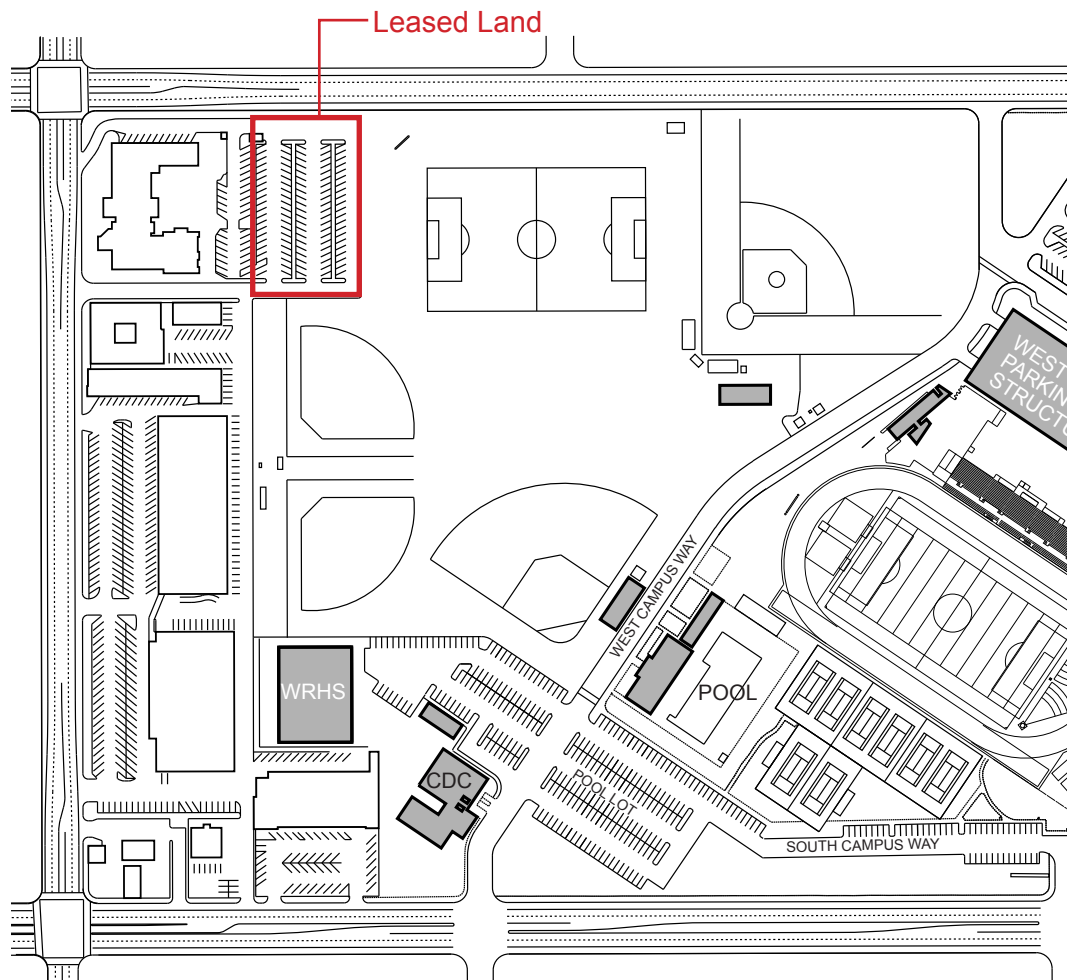 Leased Land
WEST
PARKIN
STRUCTU
WEST CAMPUS WAY
WRHS
POOL
CDC
POOL LOT
SOUTH CAMPUS WAY